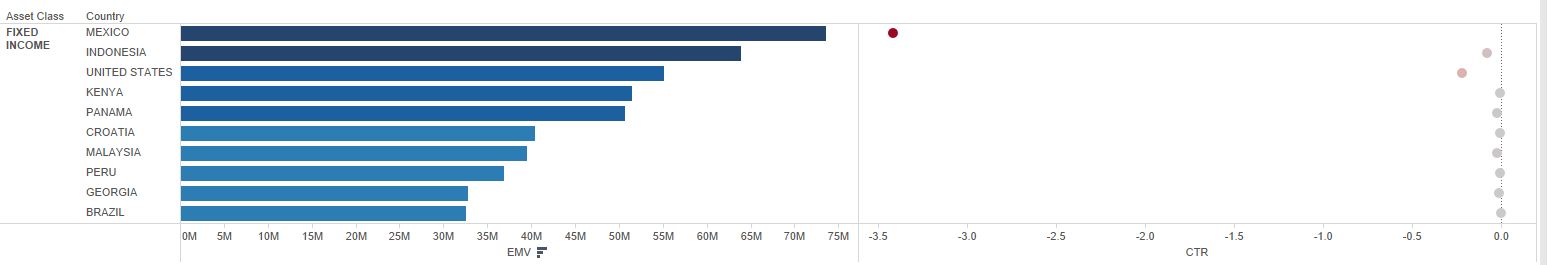 Asset Class Country
FIXED INCOME MEXICO
INDONESIA
UNITED STATES
KENYA
PANAMA
CROATIA
MALAYSIA
PERU
GEORGIA
BRAZIL
0M 5M 10M 15M 20M 25M 30M 35M 40M 45M 50M 55M 60M 65M 70M 75M -3.5 -3.0 -2.5 -2.0 -1.5 -1.0 -0.5 0.0
EMV CTR